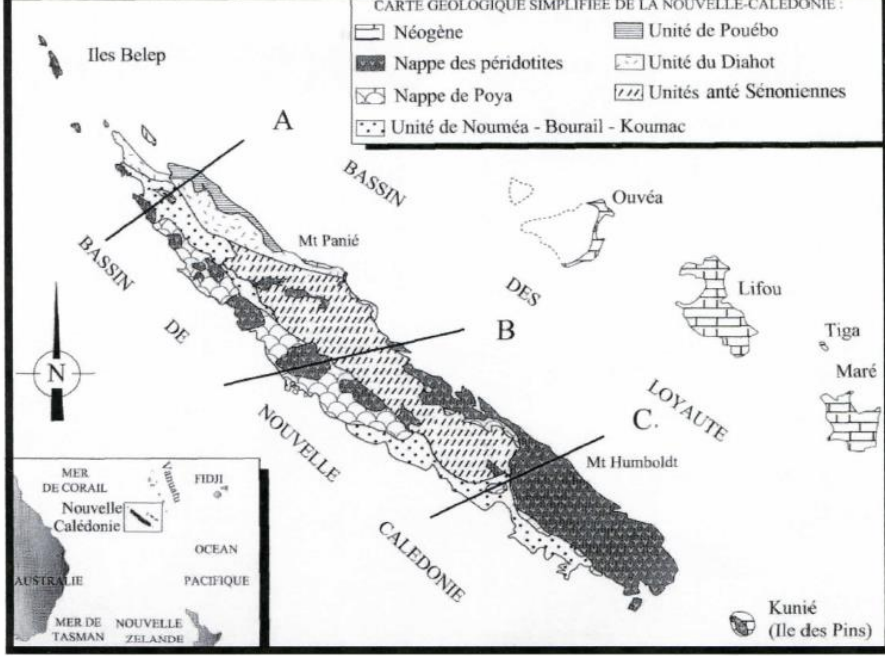 CARTE GEOLOGIQUE SIMPLIFIEE DE LA NOUVELLE-CALEDONIE :
Néogène
Unité de Pouébo
Nappe des péridotites
Unité du Diahot
Nappe de Poya
Unités anté Sénoniennes
Unité de Nouméa - Bourail - Koumac
Iles Belep
A
BASSIN
Ouvéa
Mt Panié
BASSIN
DES
Lifou
DE
B
Tiga
Maré
N
LOYAUTE
NOUVELLE
C.
Mt Humboldt
CALEDONIE
MER
DE CORAIL
Vanuatu
FIDJI
Nouvelle
Calédonie
OCEAN
PACIFIQUE
AUSTRALIE
MER DE
TASMAN
NOUVELLE
ZELANDE
Kunié
(Ile des Pins)